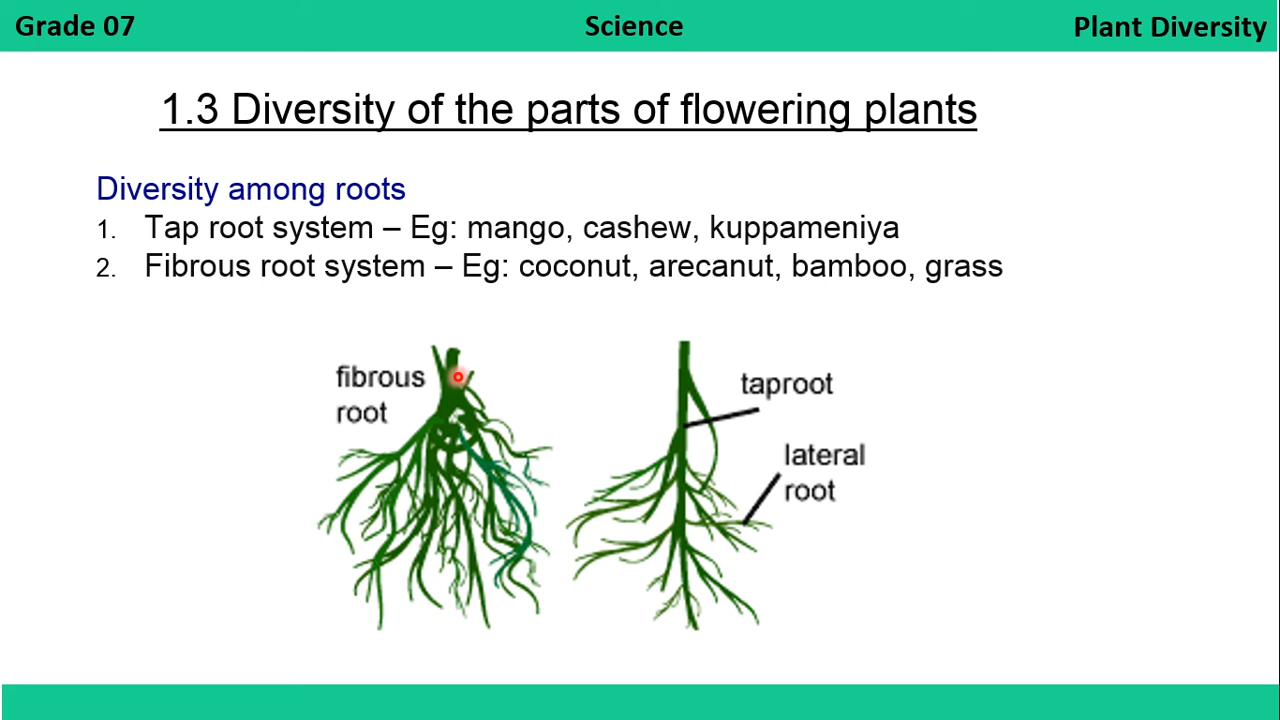 Grade 07
Science
Plant Diversity
1.3 Diversity of the parts of flowering plants
Diversity among roots
1. Tap root system – Eg: mango, cashew, kuppameniya
2. Fibrous root system – Eg: coconut, arecanut, bamboo, grass
fibrous
root
taproot
lateral
root